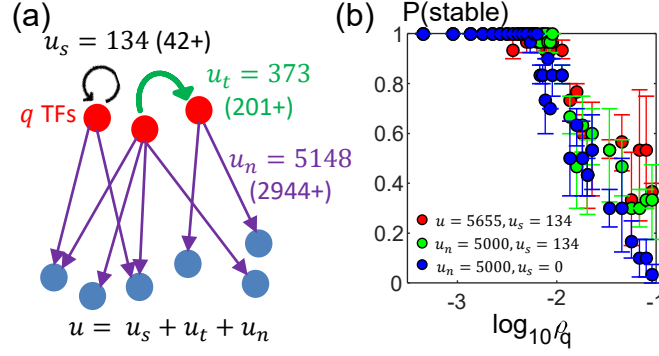 (a)
u_s = 134 (42+)
u_t = 373
(201+)
q TFs
u_n = 5148
(2944+)
u = u_s + u_t + u_n
(b)
P(stable)
1
0.8
0.6
0.4
0.2
0
u = 5655, u_s = 134
u_n = 5000, u_s = 134
u_n = 5000, u_s = 0
-3
-2
-1
log₁₀ρ_q